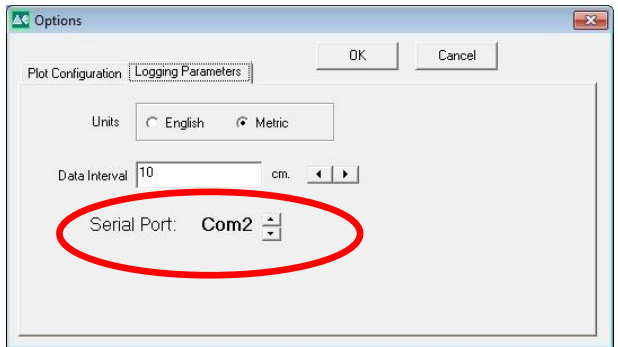 Options
OK Cancel
Plot Configuration Logging Parameters
Units English Metric
Data Interval 10 cm.
Serial Port: Com2